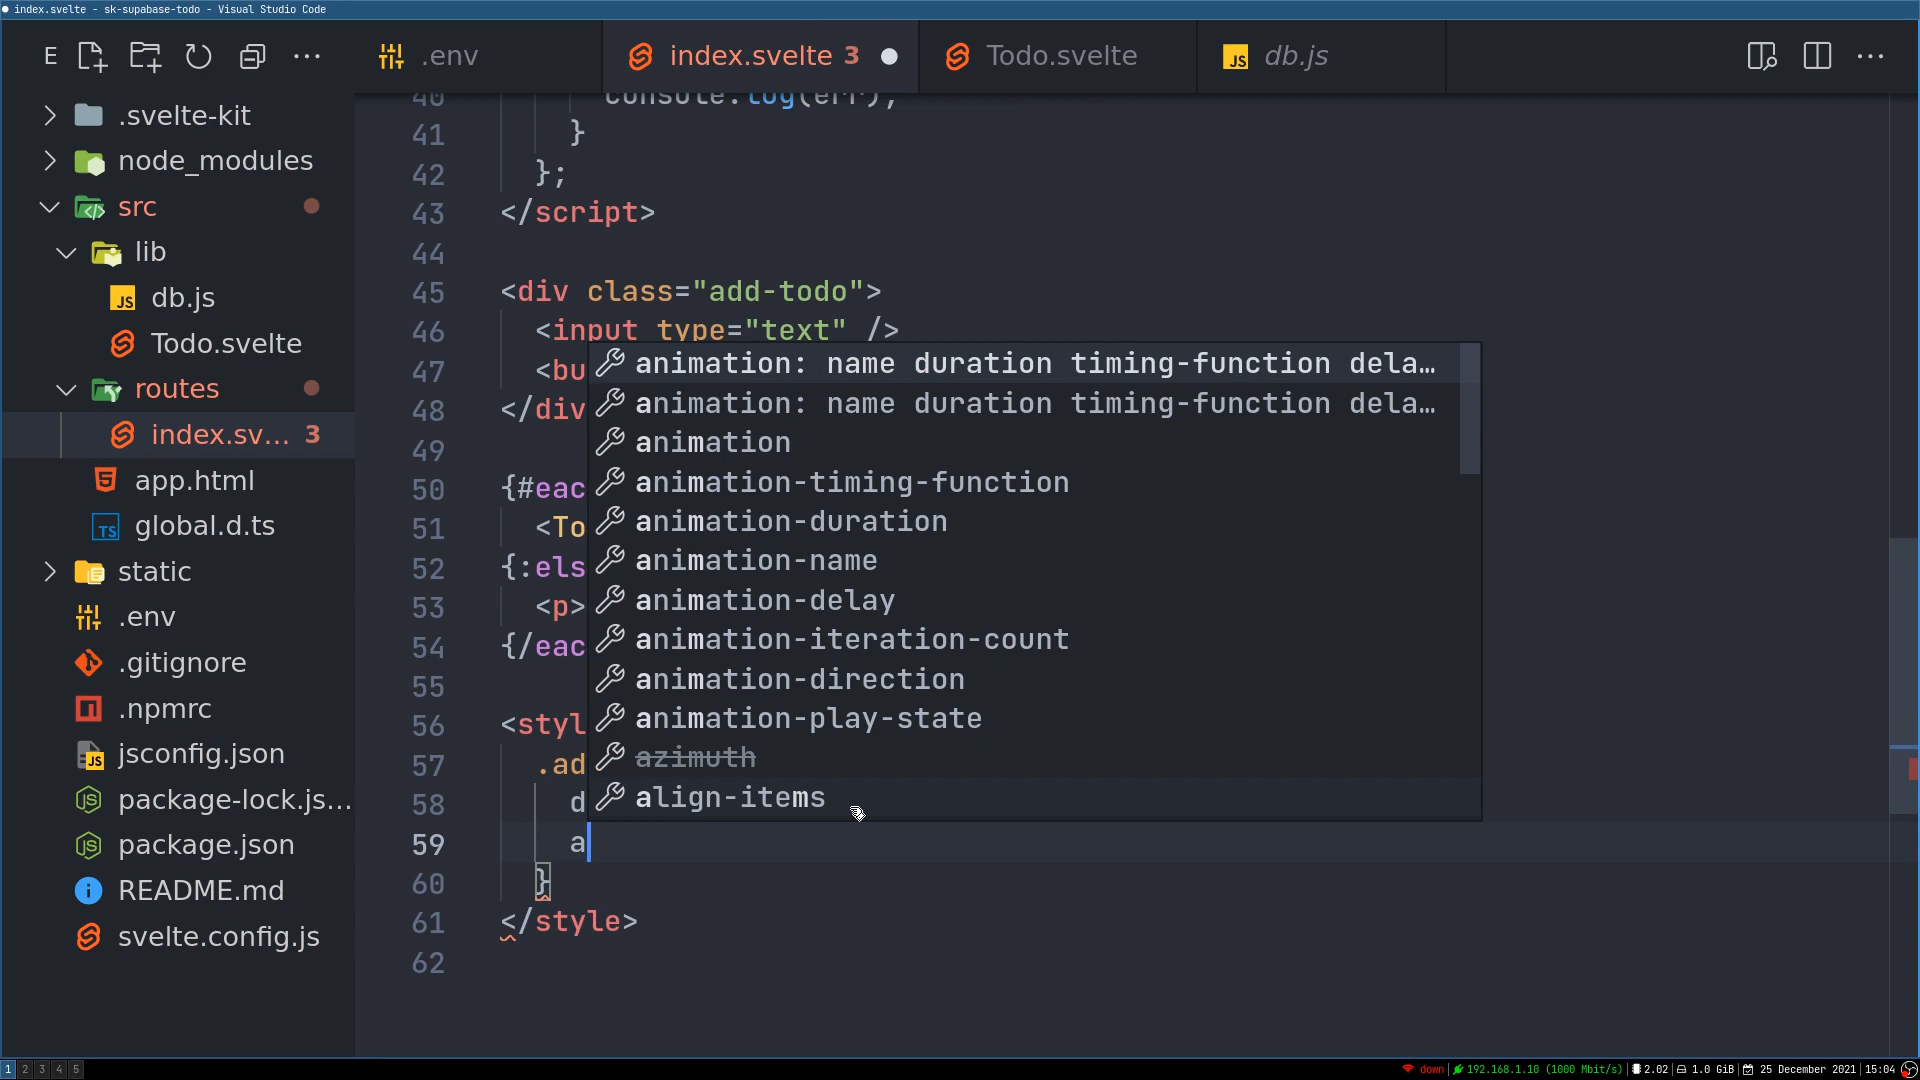 index.svelte - sk-supabase-todo - Visual Studio Code
E
.env
index.svelte 3
Todo.svelte
db.js
.svelte-kit
node_modules
src
lib
db.js
Todo.svelte
routes
index.sv... 3
app.html
global.d.ts
static
.env
.gitignore
.npmrc
jsconfig.json
package-lock.js...
package.json
README.md
svelte.config.js
40 console.log(err);
41 }
42 };
43 </script>
44
45 <div class="add-todo">
46 <input type="text" />
47 <bu
48 </div
49
50 {#eac
51 <To
52 {:els
53 <p>
54 {/eac
55
56 <styl
57 .ad
58 d
59 a
60 }
61 </style>
62
animation: name duration timing-function dela…
animation: name duration timing-function dela…
animation
animation-timing-function
animation-duration
animation-name
animation-delay
animation-iteration-count
animation-direction
animation-play-state
azimuth
align-items
1 2 3 4 5
down 192.168.1.10 (1000 Mbit/s) 2.02 1.0 GiB 25 December 2021 15:04